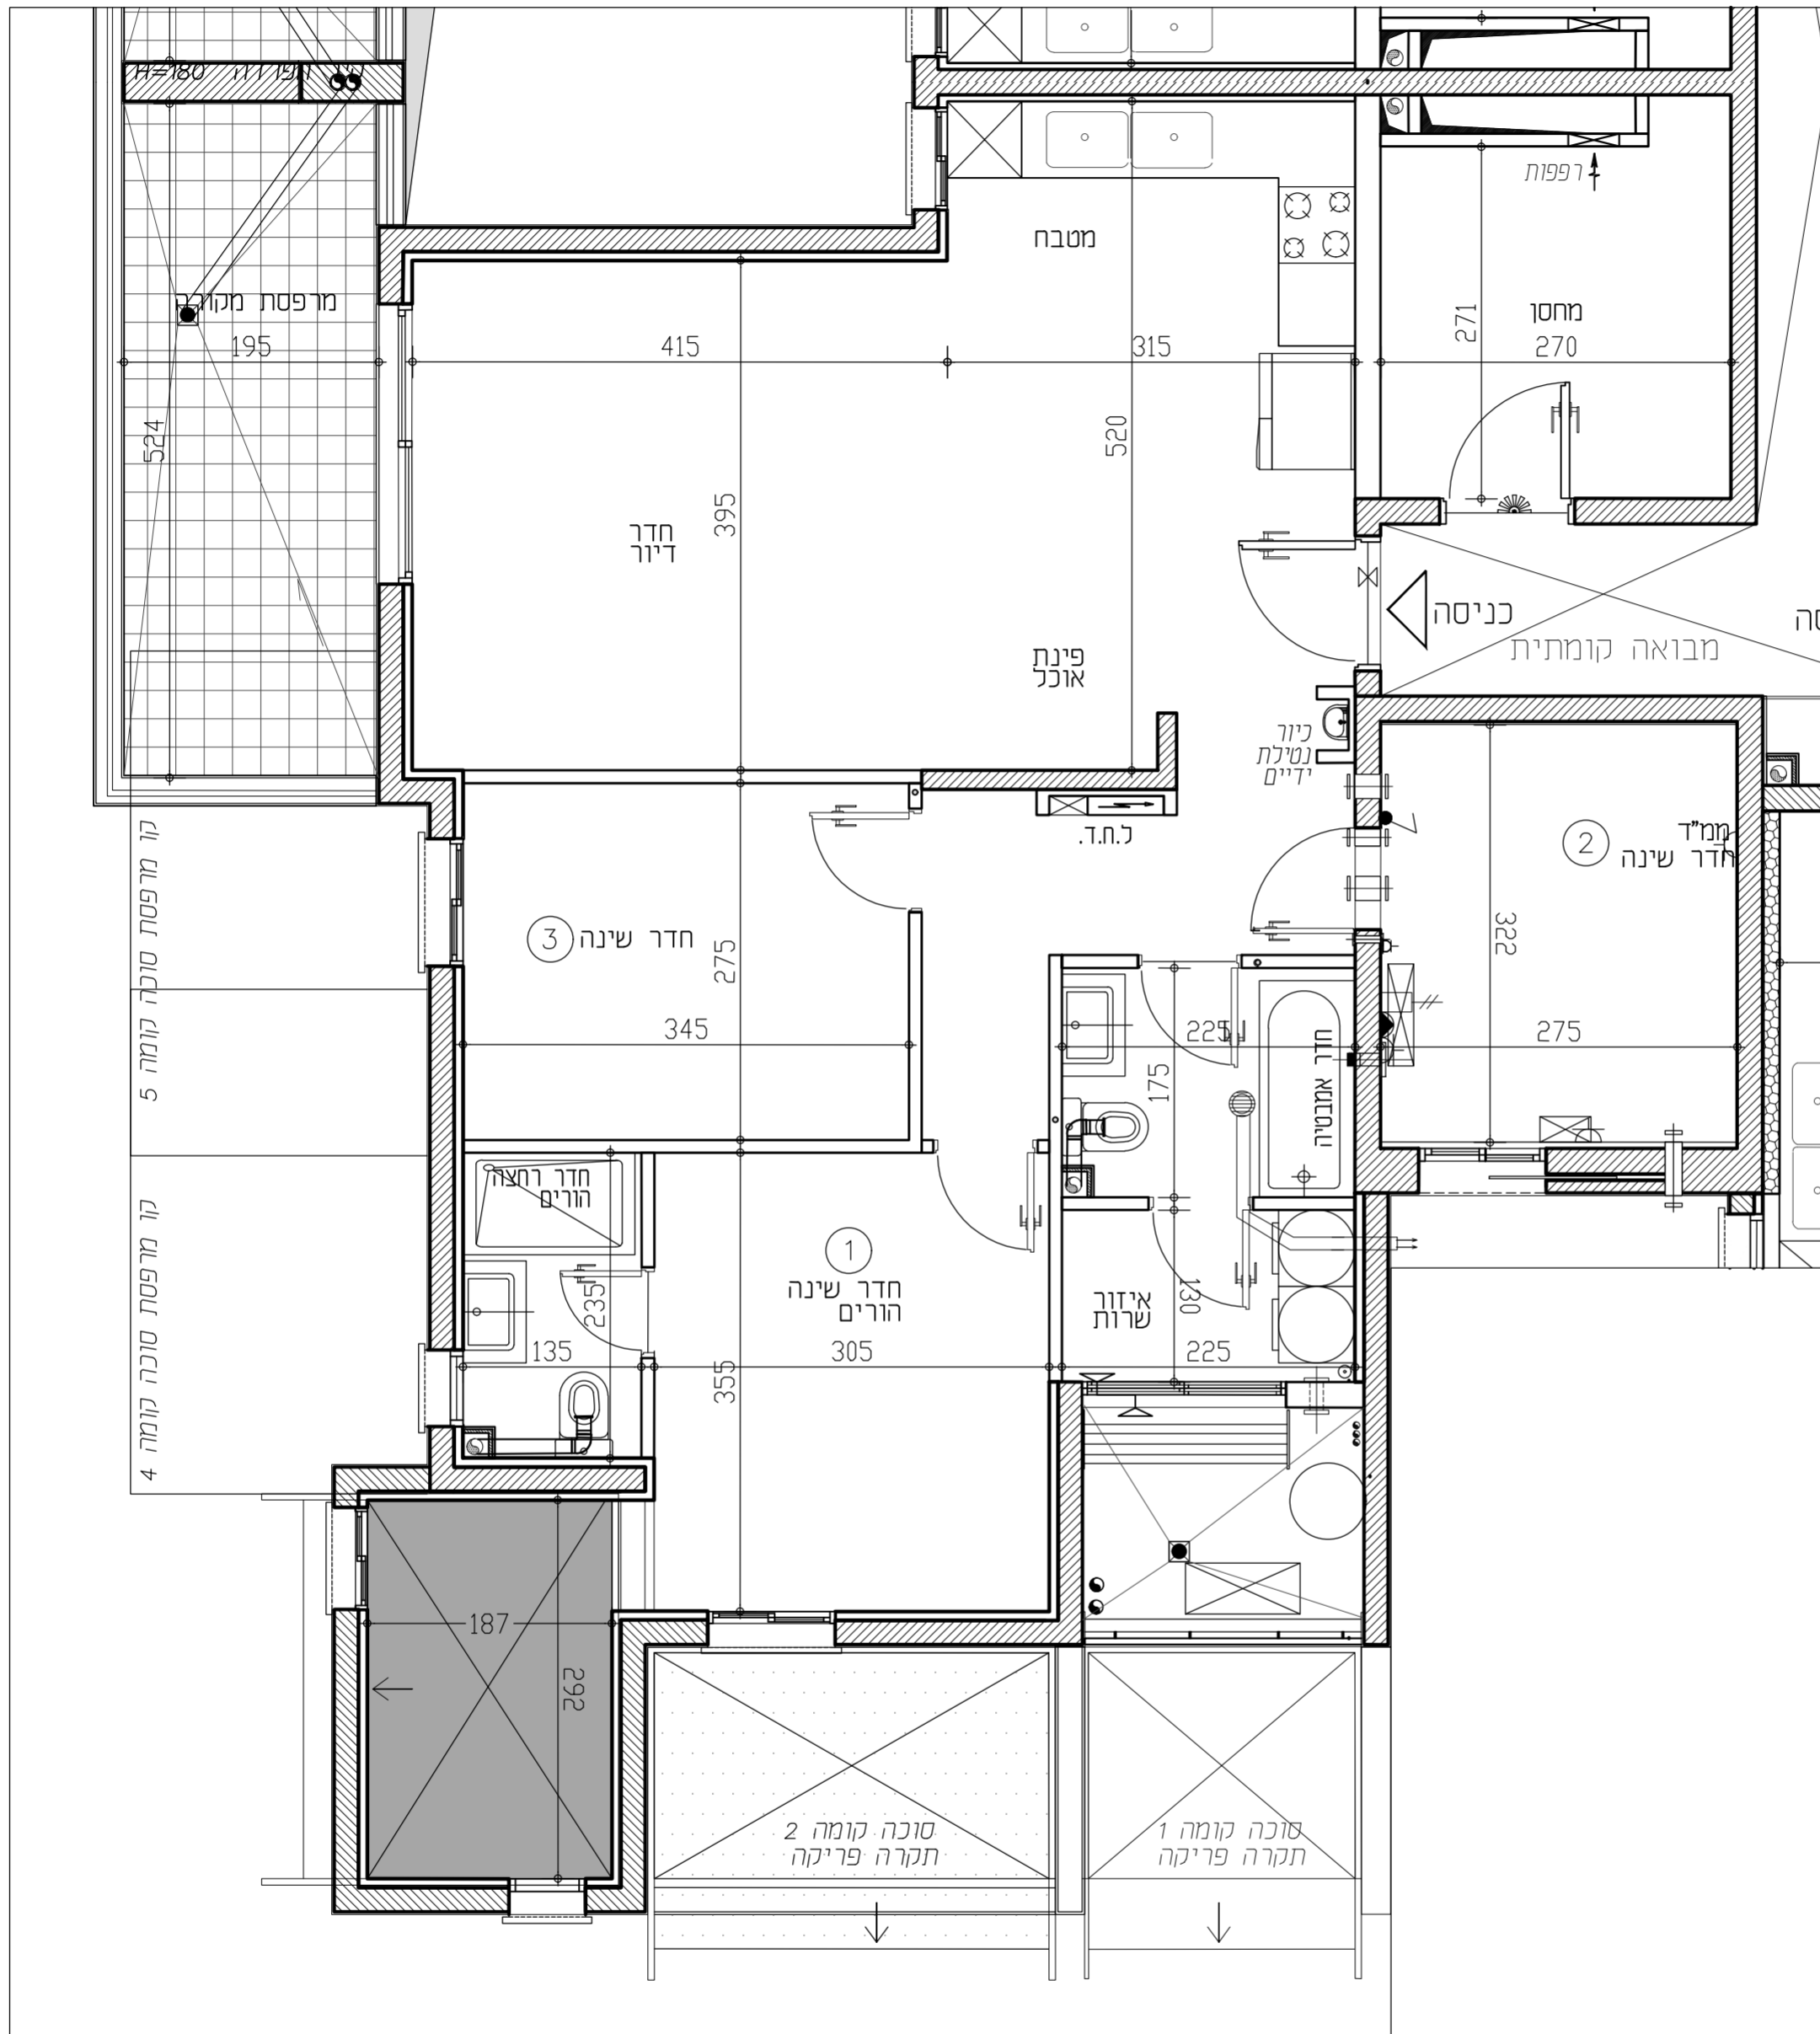 H=180
רפפות
מטבח
מרפסת מקורה
195
415
315
מחסן
270
271
524
520
395
חדר
דיור
כניסה
מבואה קומתית
פינת
אוכל
כיור
נטילת
ידיים
ל.ח.ד.
2
ממ"ד
חדר שינה
322
275
3 חדר שינה
275
345
קו מרפסת סוכה קומה 5
225
175
חדר אמבטיה
חדר רחצה
הורים
1
חדר שינה
הורים
235
135
305
355
איזור
שרות
130
225
קו מרפסת סוכה קומה 4
187
292
סוכה קומה 2
תקרה פריקה
סוכה קומה 1
תקרה פריקה